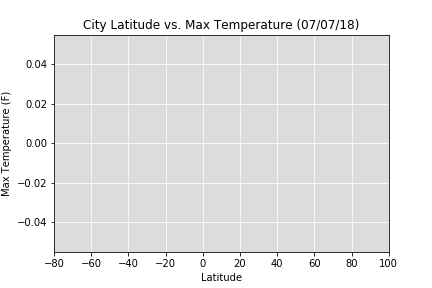 City Latitude vs. Max Temperature (07/07/18)
Max Temperature (F)
0.04
0.02
0.00
−0.02
−0.04
−80 −60 −40 −20 0 20 40 60 80 100
Latitude